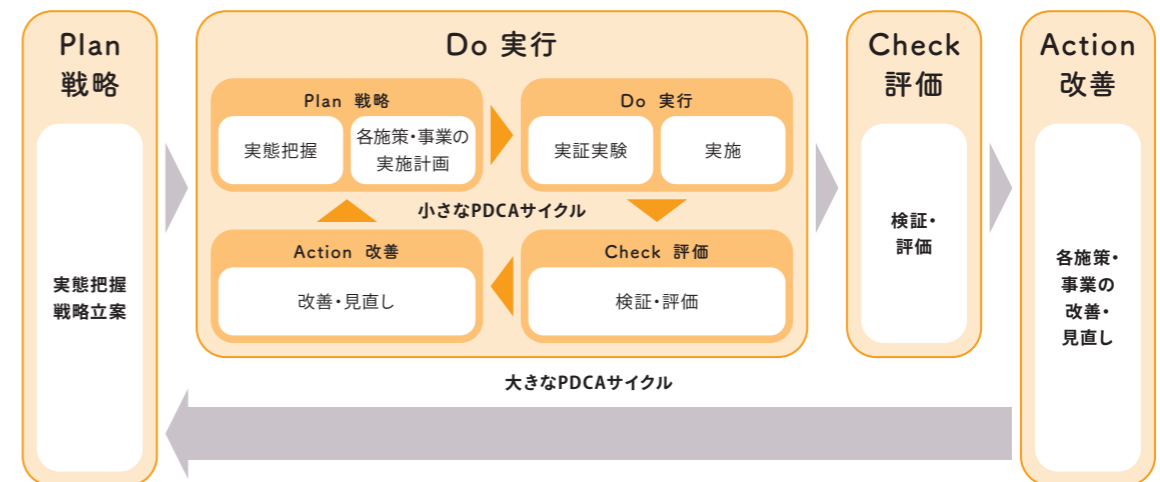 Plan
戦略
実態把握
戦略立案
Do 実行
Plan 戦略
実態把握
各施策・事業の
実施計画
Do 実行
実証実験
実施
小さなPDCAサイクル
Action 改善
改善・見直し
Check 評価
検証・評価
Check
評価
検証・
評価
Action
改善
各施策・
事業の
改善・
見直し
大きなPDCAサイクル